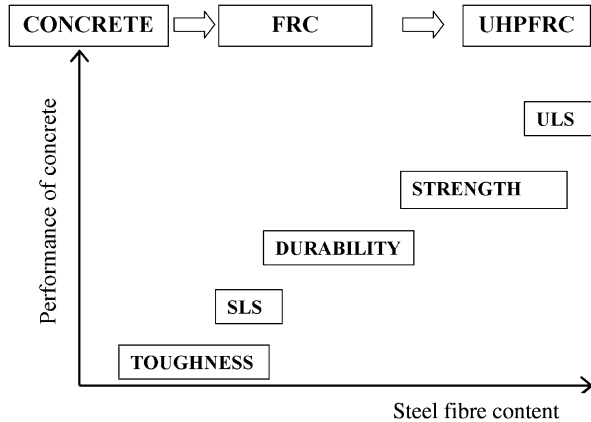 CONCRETE FRC UHPFRC
ULS
STRENGTH
DURABILITY
SLS
TOUGHNESS
Performance of concrete
Steel fibre content